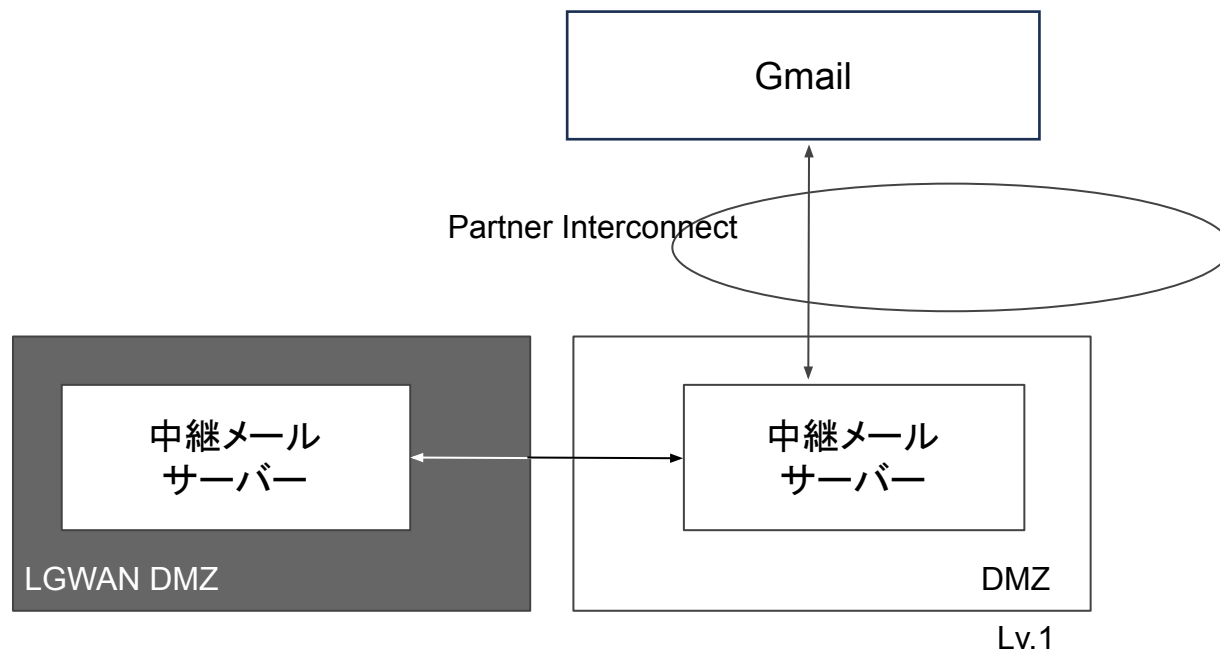 Gmail
Partner Interconnect
中継メール
サーバー
中継メール
サーバー
LGWAN DMZ
DMZ
Lv.1